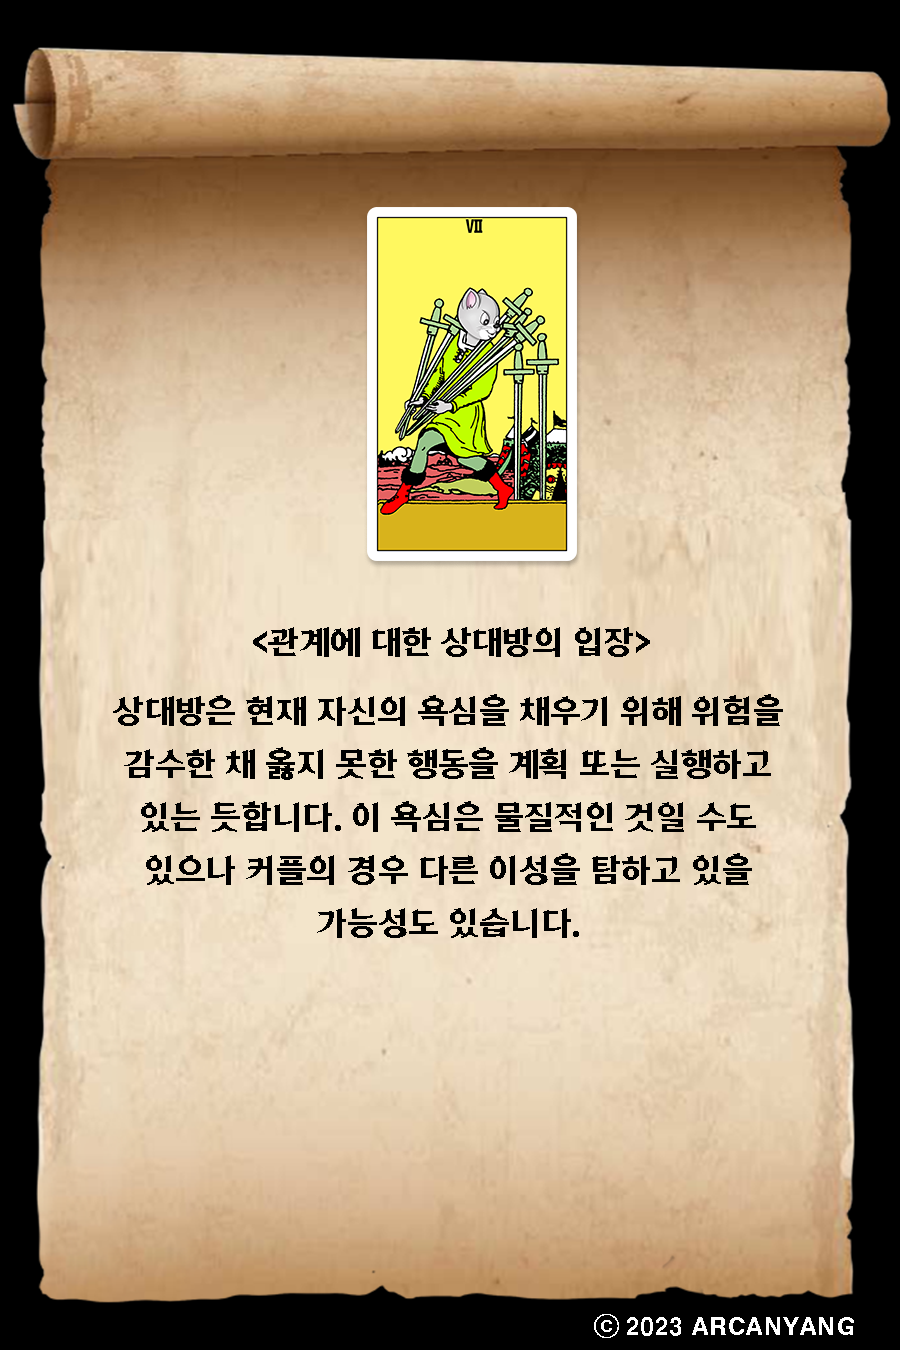 VII
<관계에 대한 상대방의 입장>
상대방은 현재 자신의 욕심을 채우기 위해 위험을
감수한 채 옳지 못한 행동을 계획 또는 실행하고
있는 듯합니다. 이 욕심은 물질적인 것일 수도
있으나 커플의 경우 다른 이성을 탐하고 있을
가능성도 있습니다.
ⓒ 2023 ARCANYANG